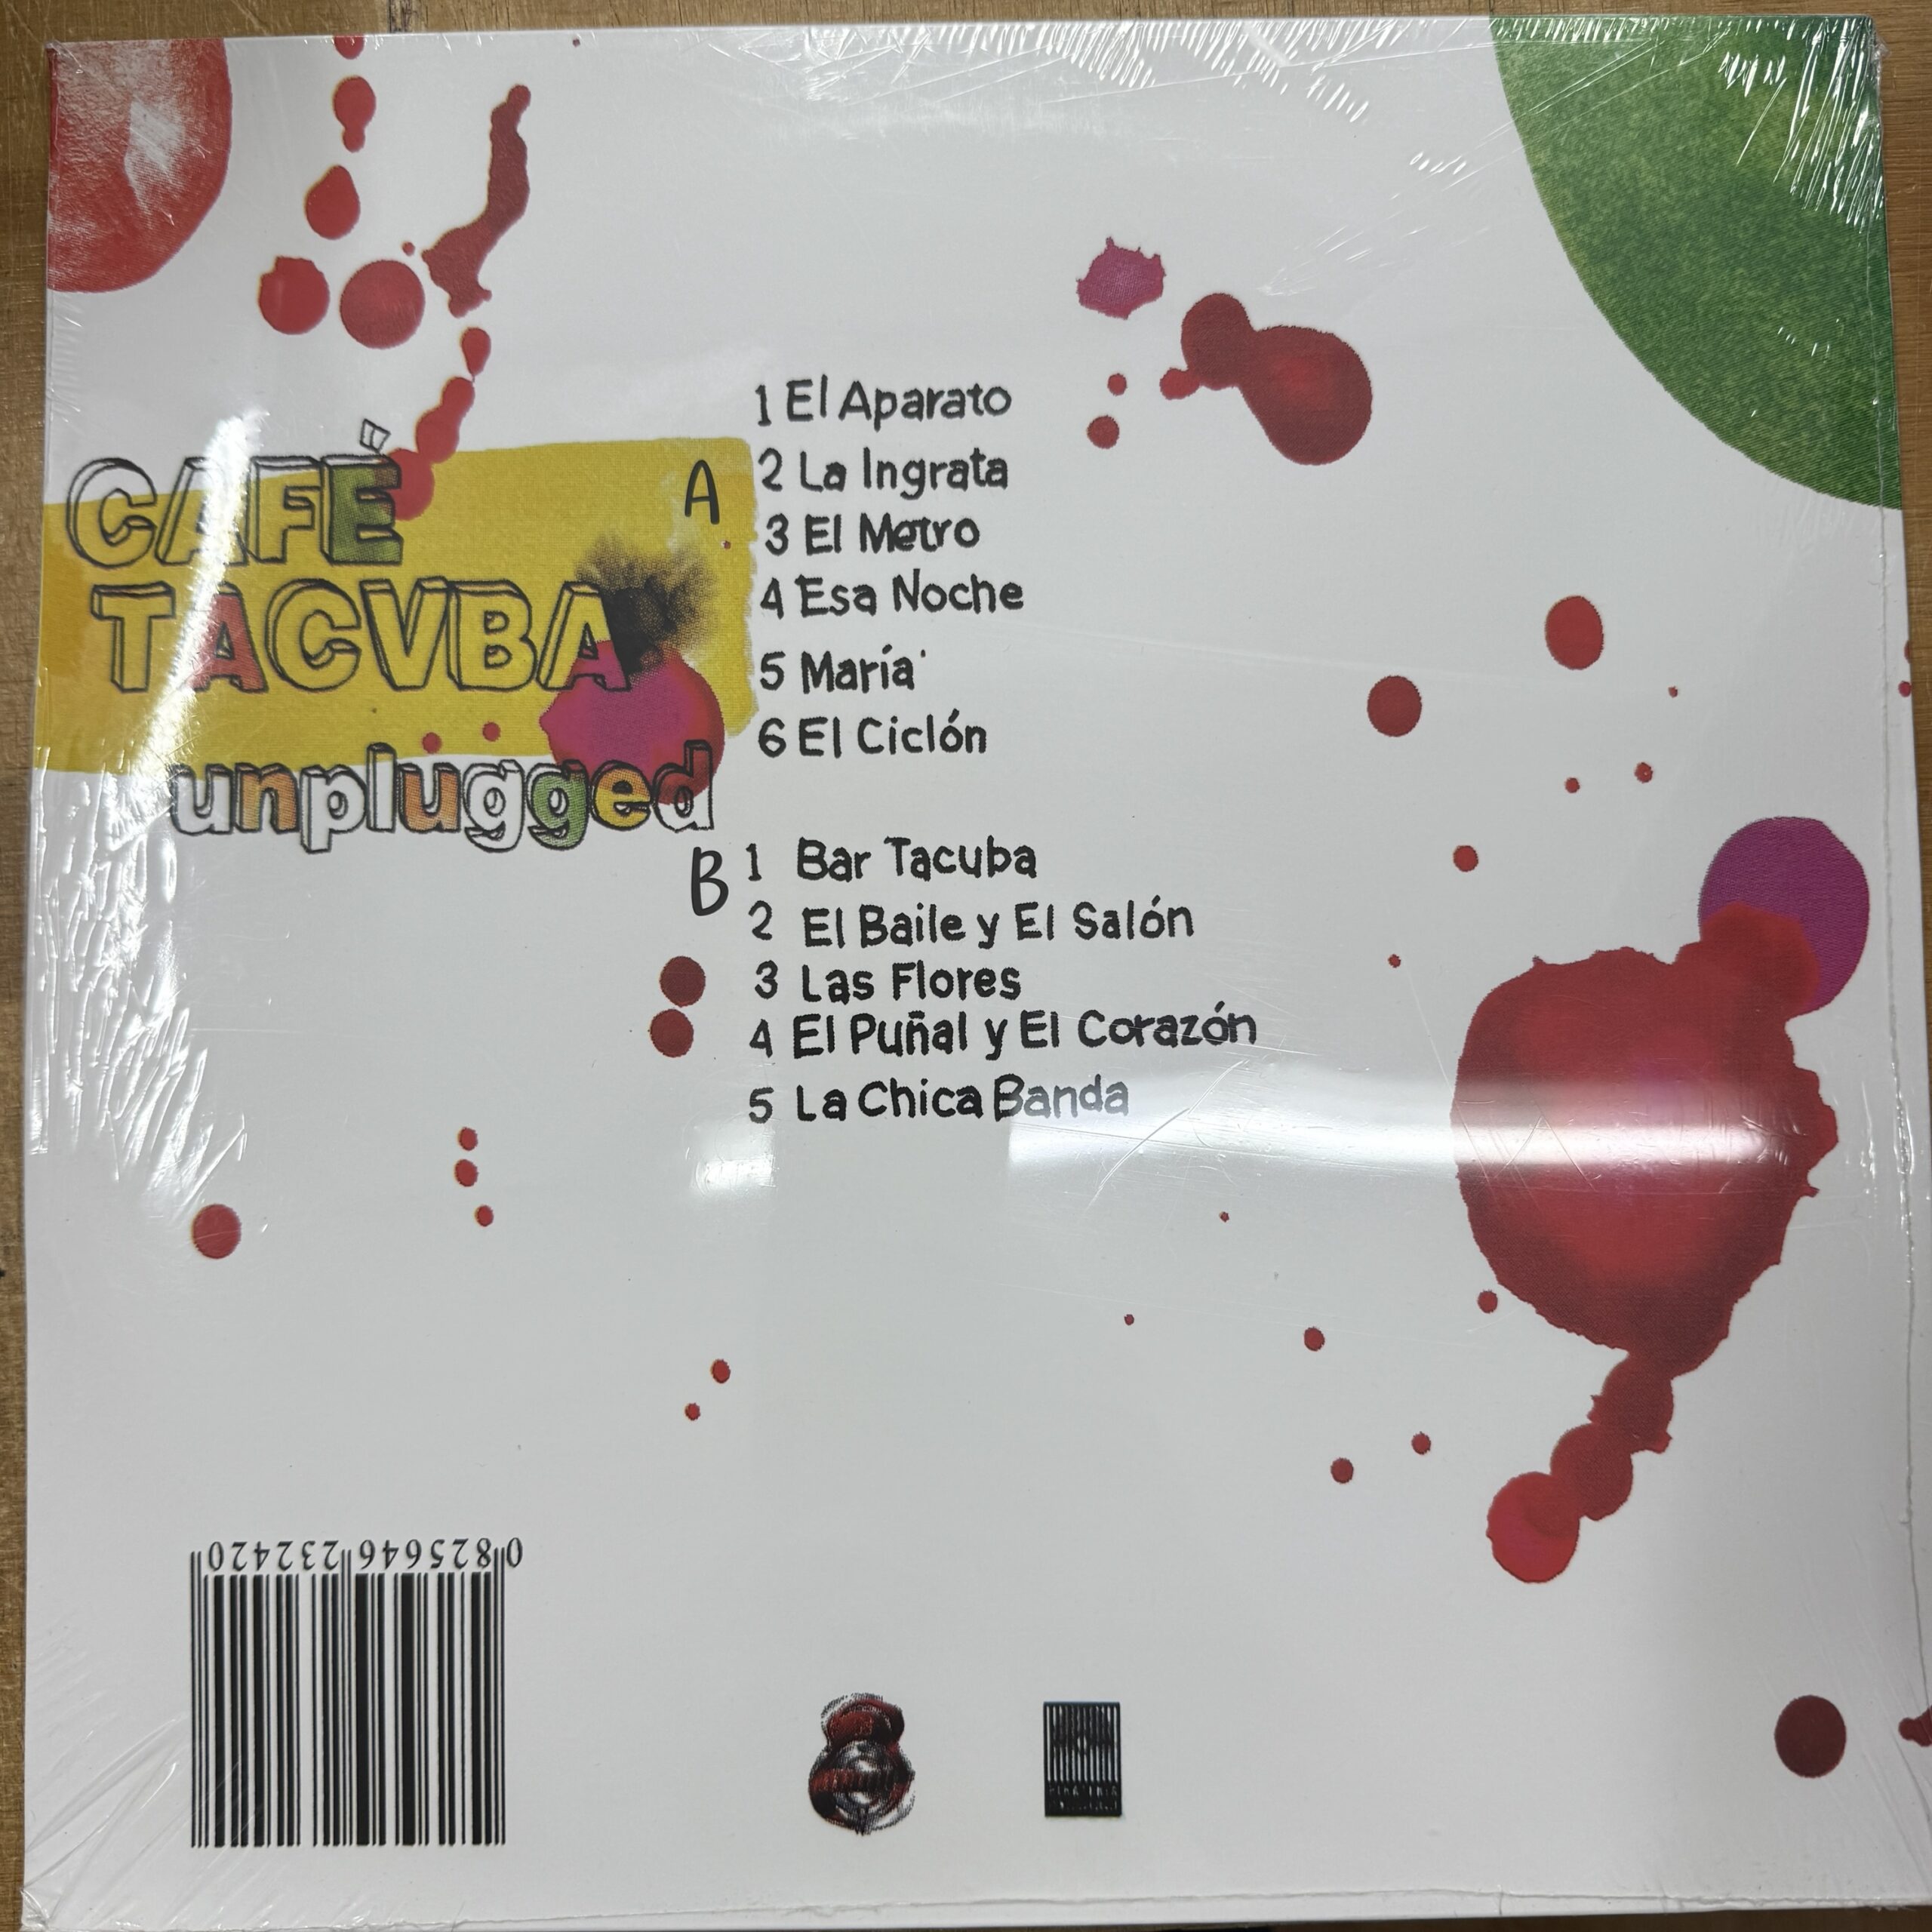 CAFÈ
TACVBA
unplugged
A
1 El Aparato
2 La Ingrata
3 El Metro
4 Esa Noche
5 María
6 El Ciclón
B
1 Bar Tacuba
2 El Baile y El Salón
3 Las Flores
4 El Puñal y El Corazón
5 La Chica Banda
0 825646 232420